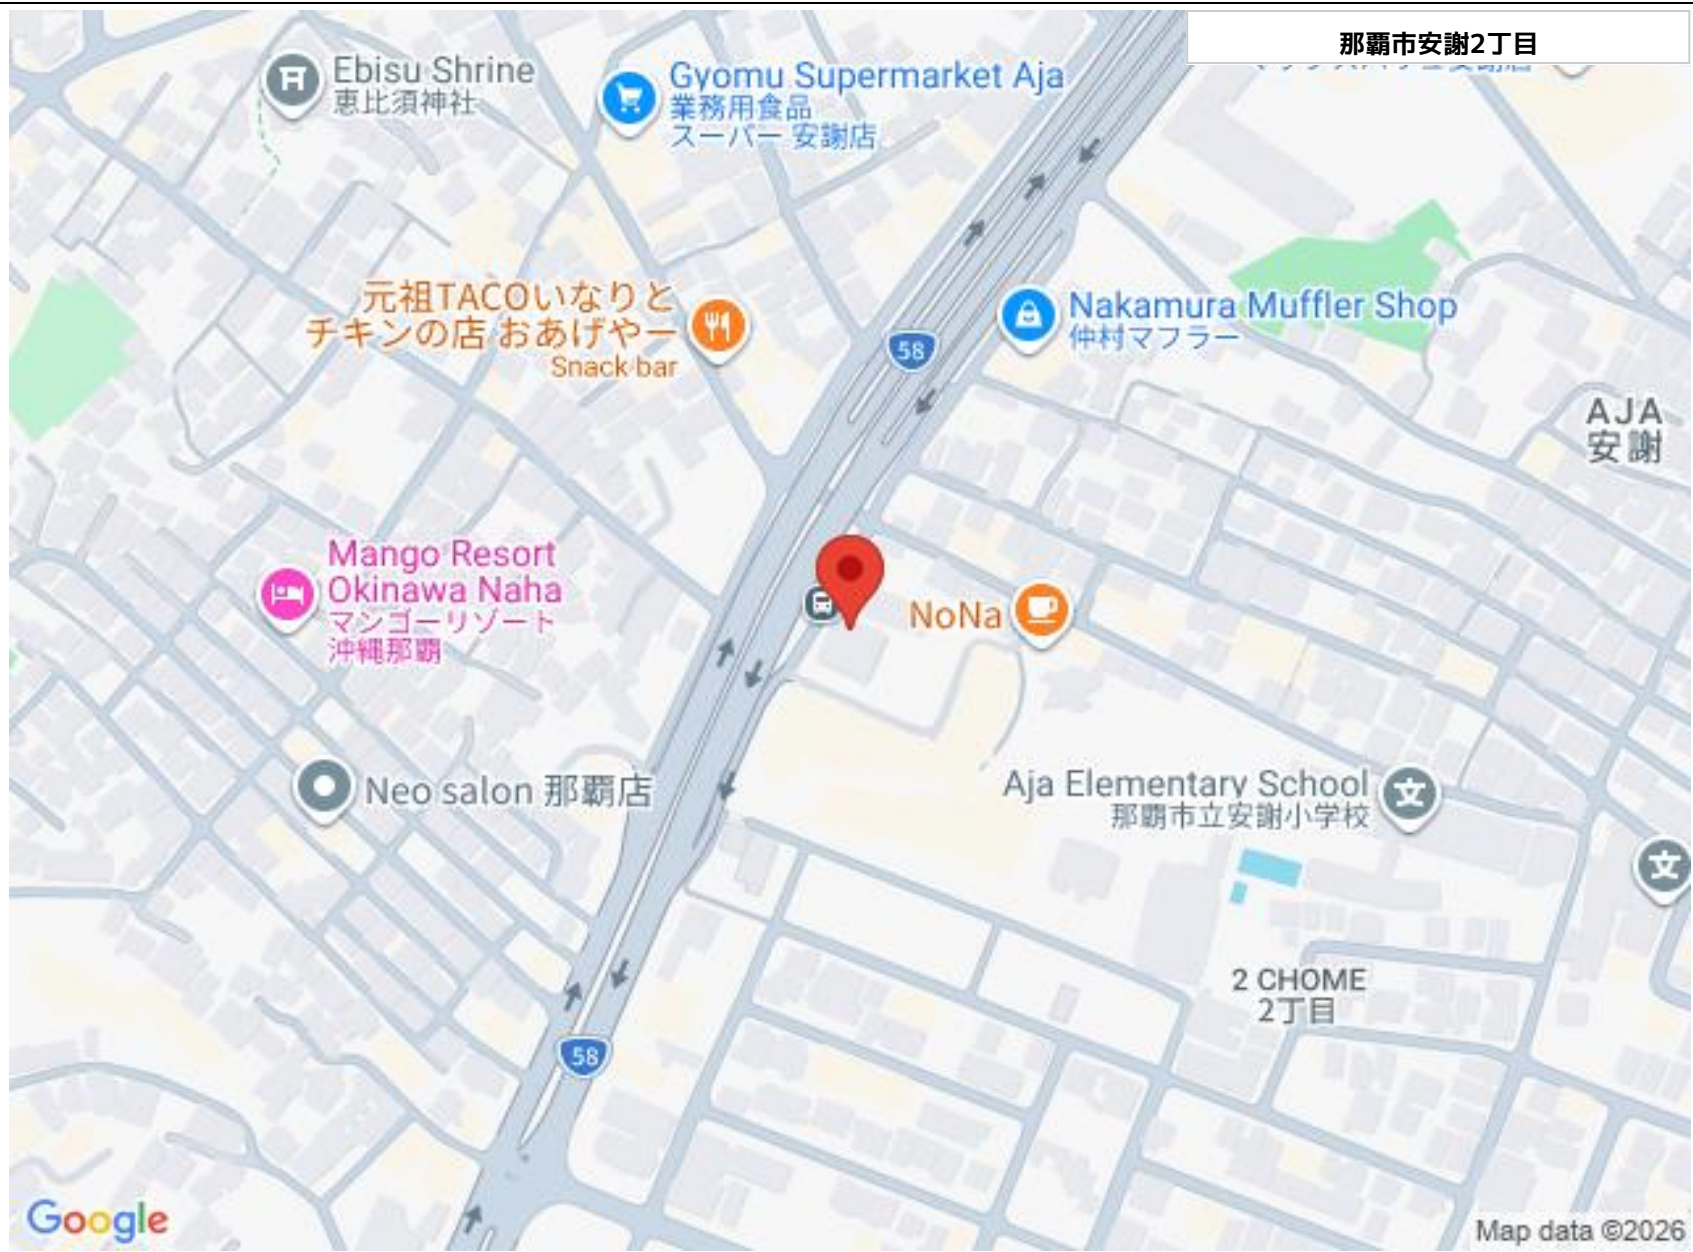 那覇市安謝2丁目
Ebisu Shrine
恵比須神社
Gyomu Supermarket Aja
業務用食品
スーパー 安謝店
元祖TACOいなりと
チキンの店 おあげやー
Snack bar
58
Nakamura Muffler Shop
仲村マフラー
AJA
安謝
Mango Resort
Okinawa Naha
マンゴーリゾート
沖縄那覇
NoNa
Neo salon 那覇店
Aja Elementary School
那覇市立安謝小学校
文
文
2 CHOME
2丁目
58
Google
Map data ©2026